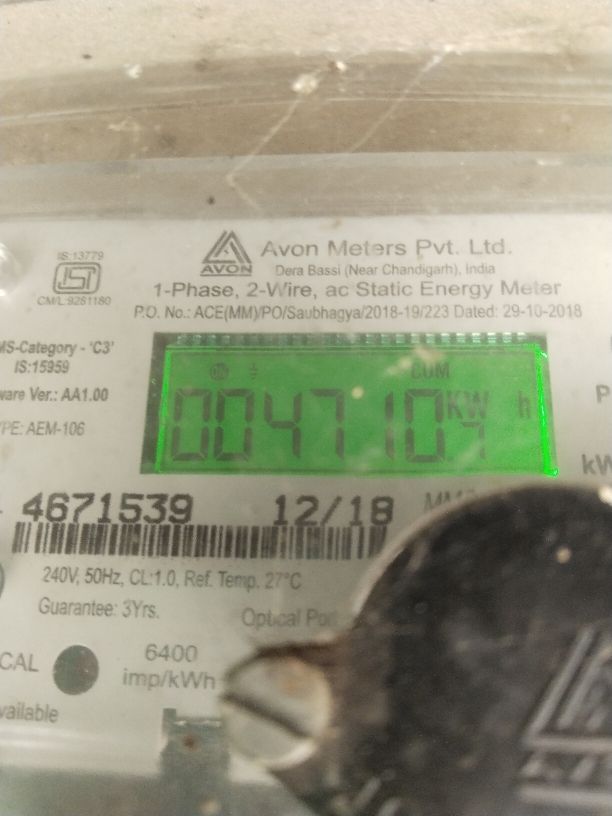 IS:13779
ISI
CM/L:9261180
AVON
Avon Meters Pvt. Ltd.
Dera Bassi (Near Chandigarh), India
1-Phase, 2-Wire, ac Static Energy Meter
P.O. No.: ACE(MM)/PO/Saubhagya/2018-19/223 Dated: 29-10-2018
MS-Category - 'C3'
IS:15959
ware Ver.: AA1.00
PE: AEM-106
ON COM
004710.7 KW h
4671539 12/18
240V, 50Hz, CL:1.0, Ref. Temp. 27°C
Guarantee: 3Yrs.
Optical Port
CAL
6400
imp/kWh
vailable